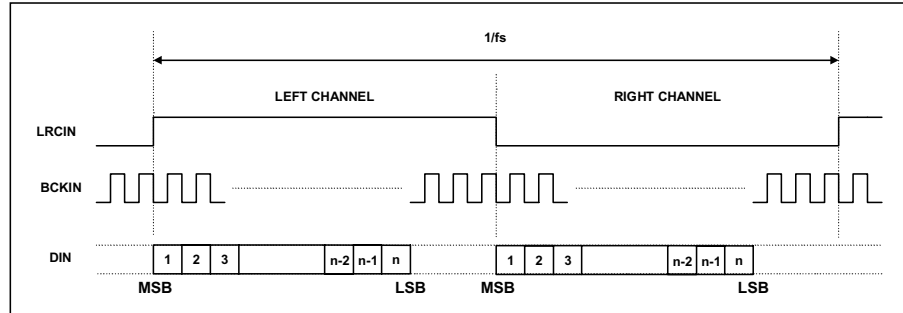 1/fs
LEFT CHANNEL RIGHT CHANNEL
LRCIN
BCKIN
DIN 1 2 3 n-2 n-1 n 1 2 3 n-2 n-1 n
MSB LSB MSB LSB